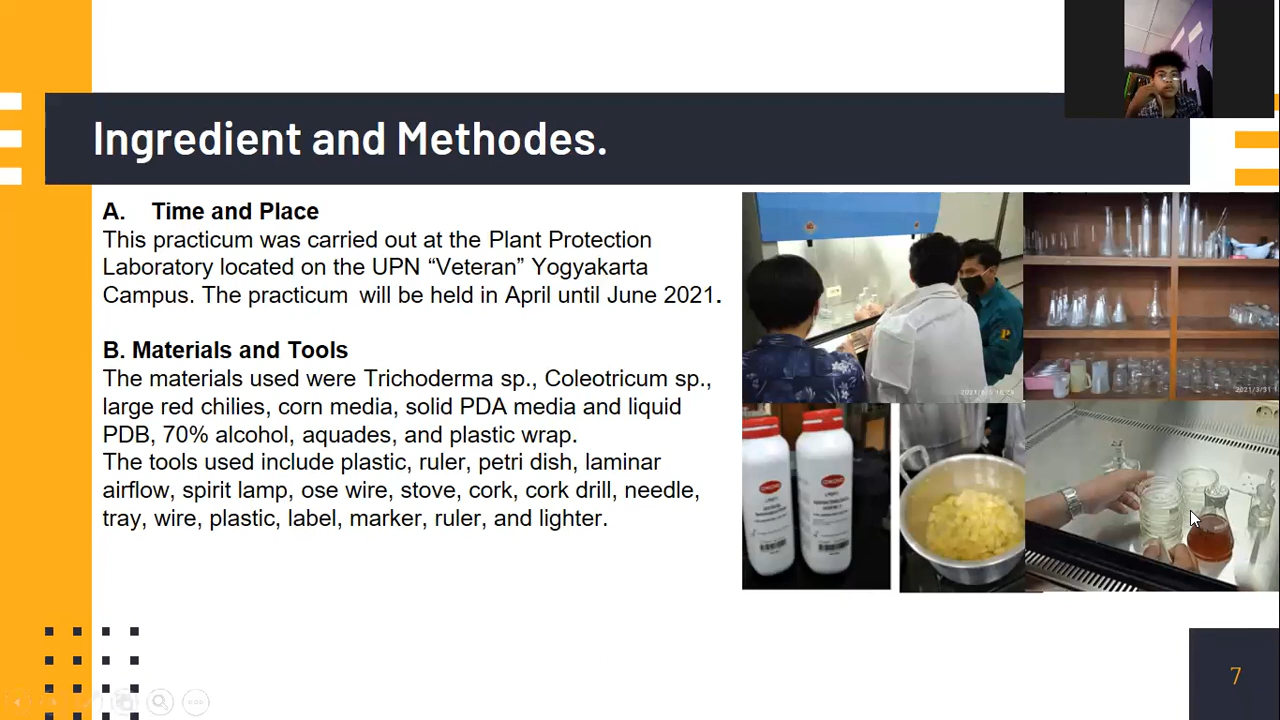 Ingredient and Methodes.
A. Time and Place
This practicum was carried out at the Plant Protection
Laboratory located on the UPN “Veteran” Yogyakarta
Campus. The practicum will be held in April until June 2021.
B. Materials and Tools
The materials used were Trichoderma sp., Coleotricum sp.,
large red chilies, corn media, solid PDA media and liquid
PDB, 70% alcohol, aquades, and plastic wrap.
The tools used include plastic, ruler, petri dish, laminar
airflow, spirit lamp, ose wire, stove, cork, cork drill, needle,
tray, wire, plastic, label, marker, ruler, and lighter.
7